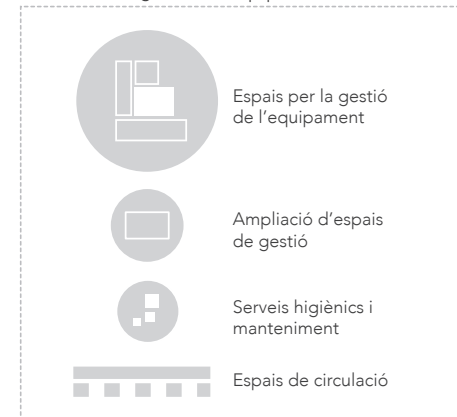 Espais per la gestió
de l'equipament
Ampliació d'espais
de gestió
Serveis higiènics i
manteniment
Espais de circulació